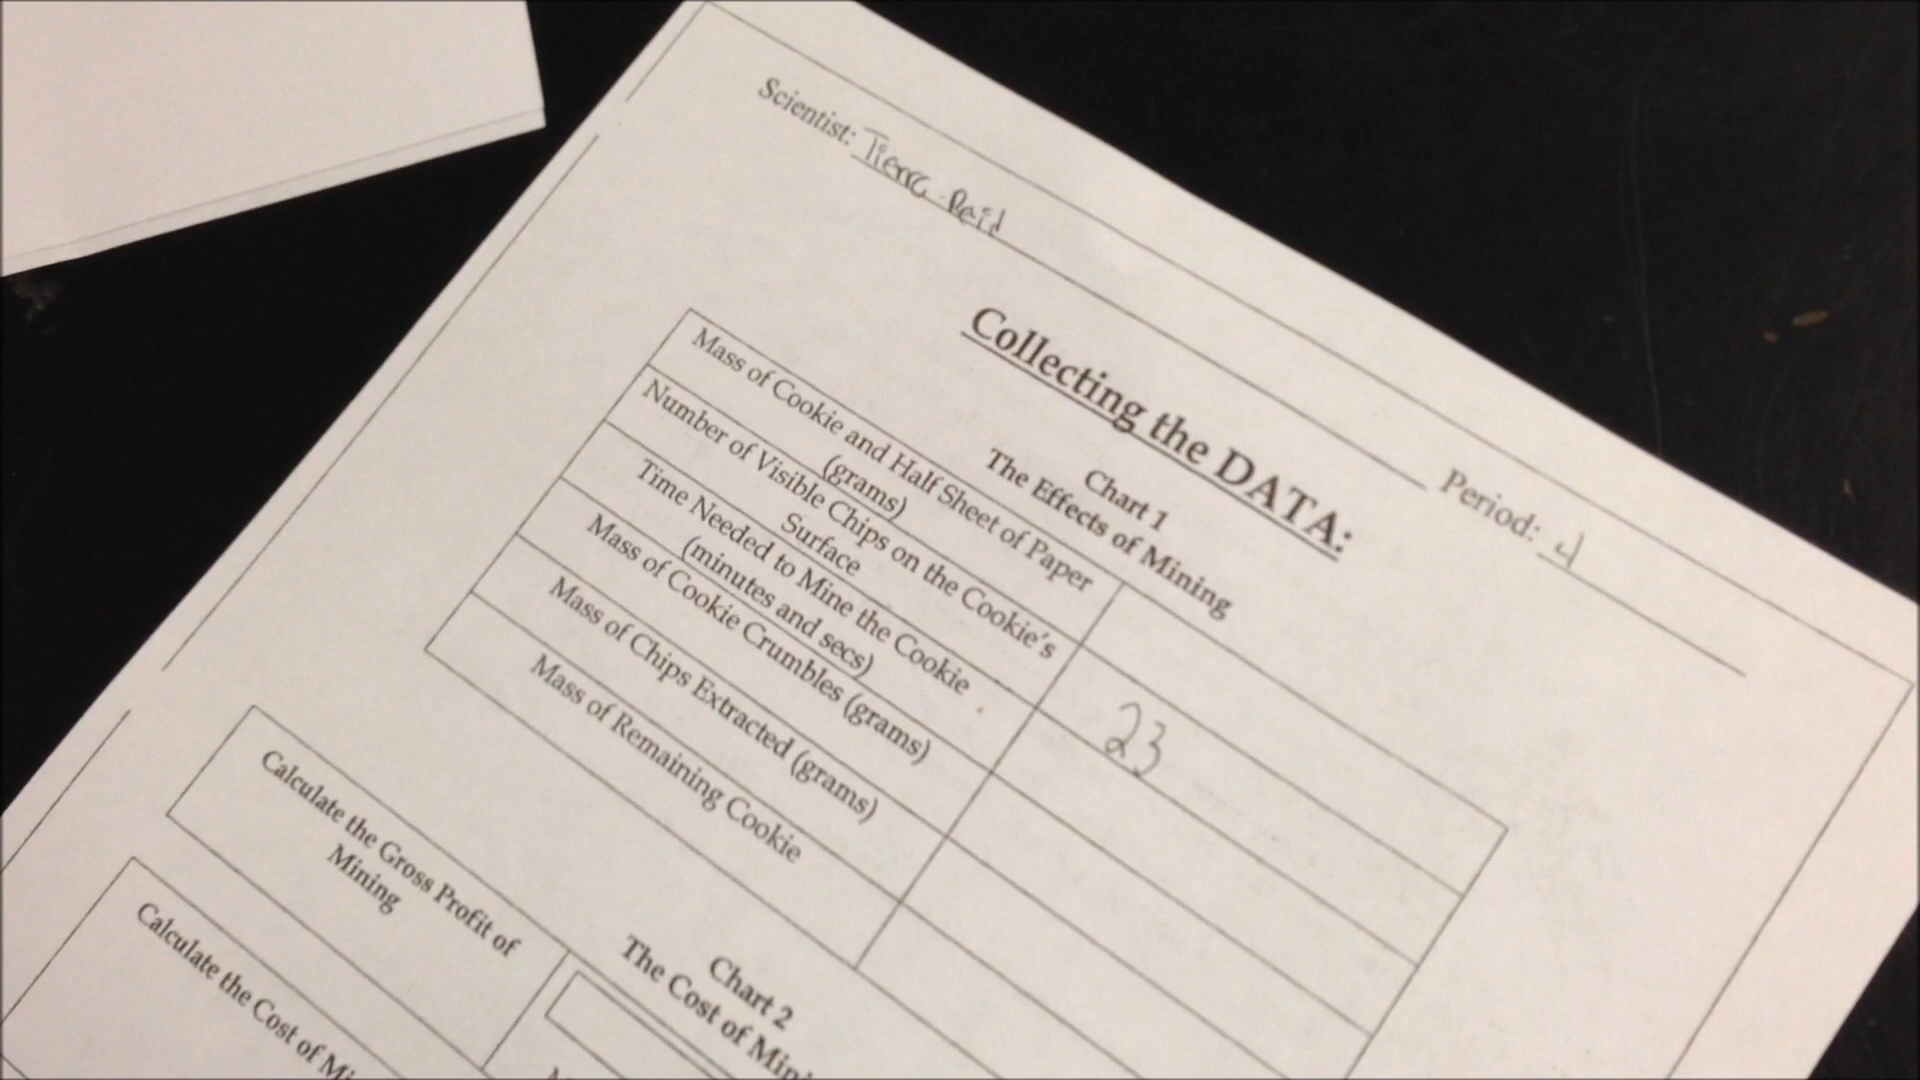 Scientist: Tierra Reid Period: 4
Collecting the DATA:
Chart 1
The Effects of Mining
Mass of Cookie and Half Sheet of Paper
(grams)
Number of Visible Chips on the Cookie's
Surface
23
Time Needed to Mine the Cookie
(minutes and secs)
Mass of Cookie Crumbles (grams)
Mass of Chips Extracted (grams)
Mass of Remaining Cookie
Chart 2
The Cost of Mini
Calculate the Gross Profit of
Mining
Calculate the Cost of Mi